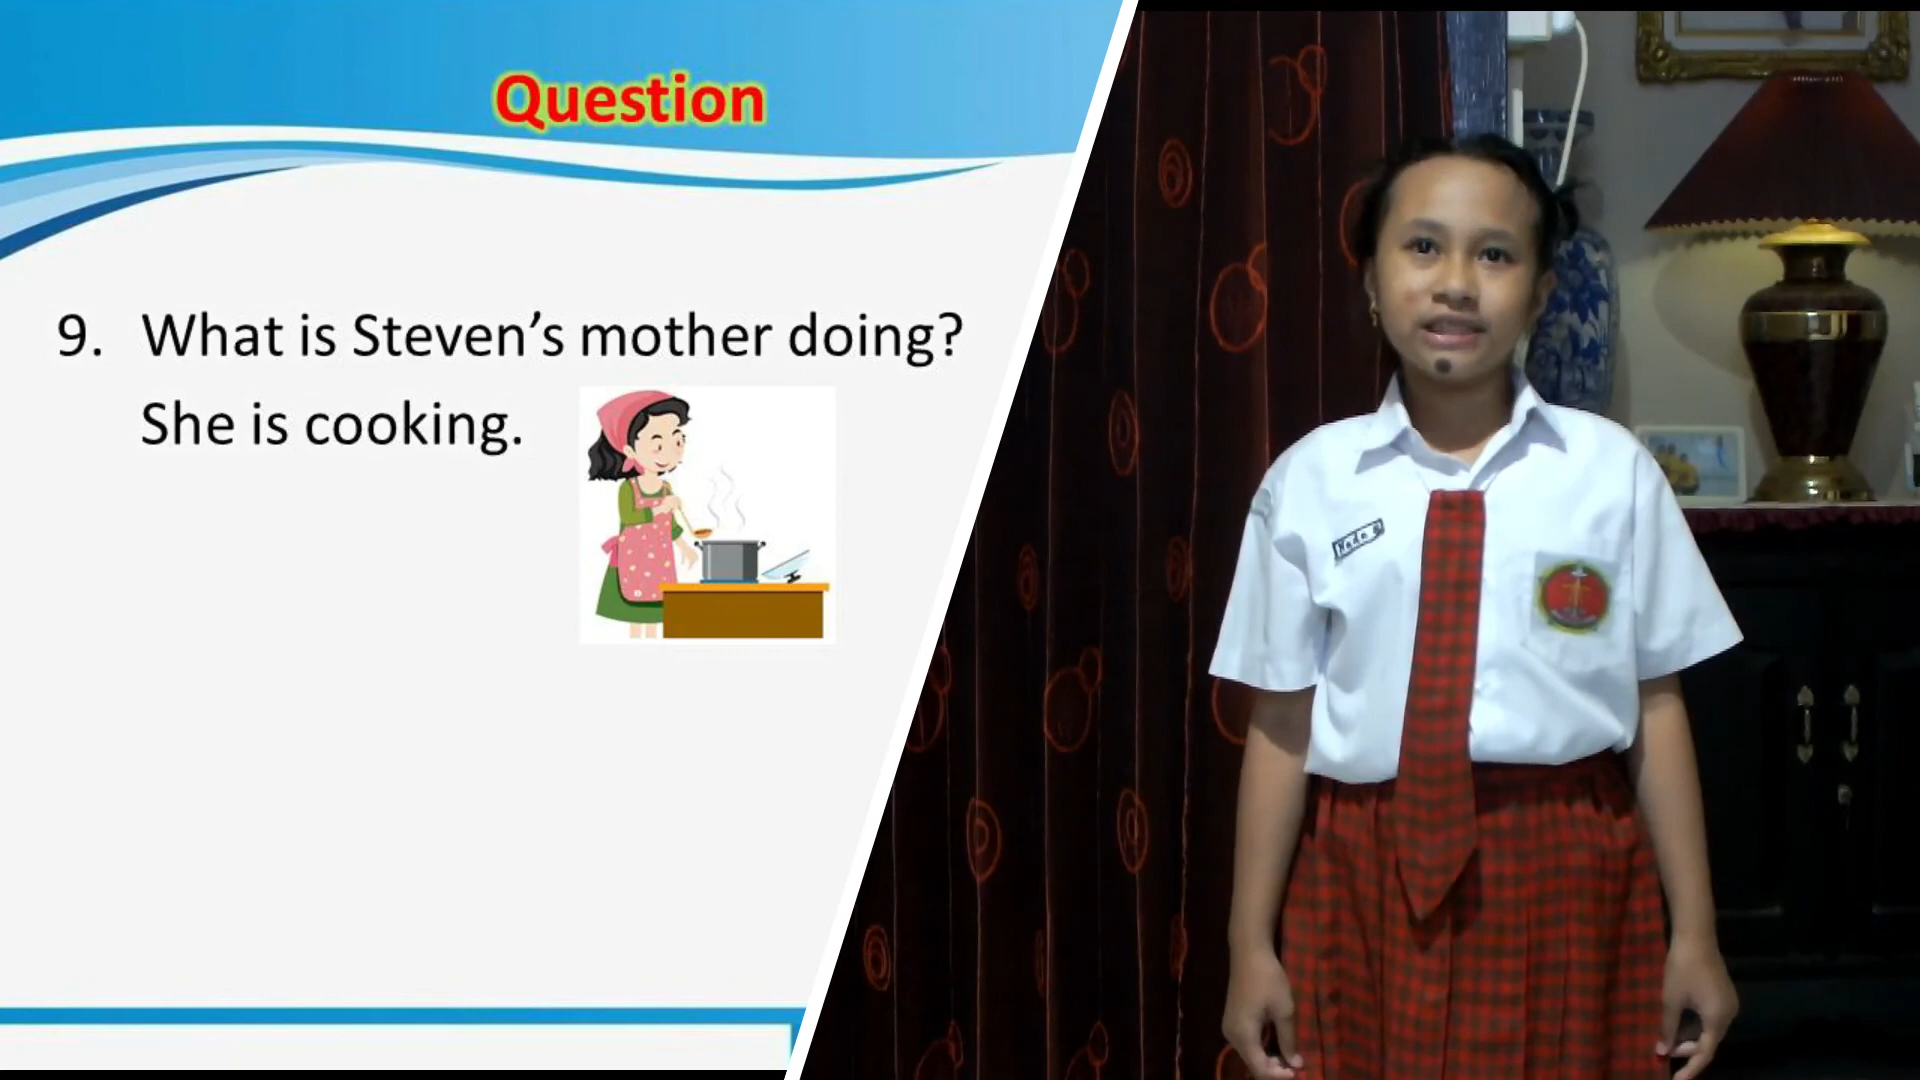 Question
9. What is Steven's mother doing?
She is cooking.